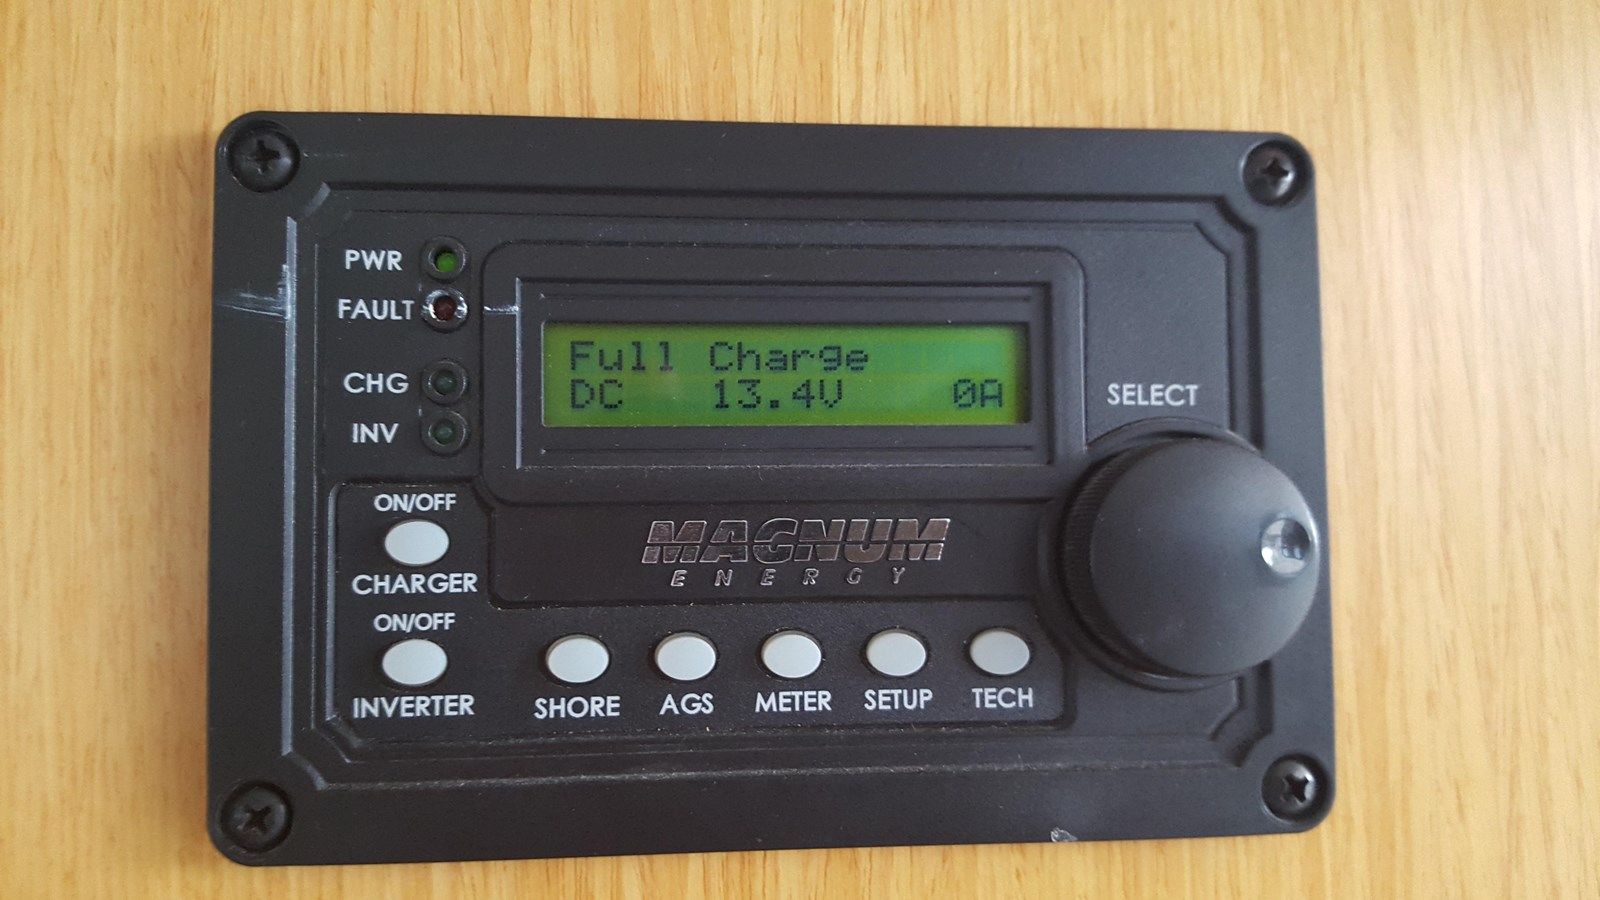 PWR
FAULT
CHG
INV
Full Charge
DC 13.4V 0A
SELECT
ON/OFF
CHARGER
ON/OFF
INVERTER
MAGNUM
ENERGY
SHORE
AGS
METER
SETUP
TECH